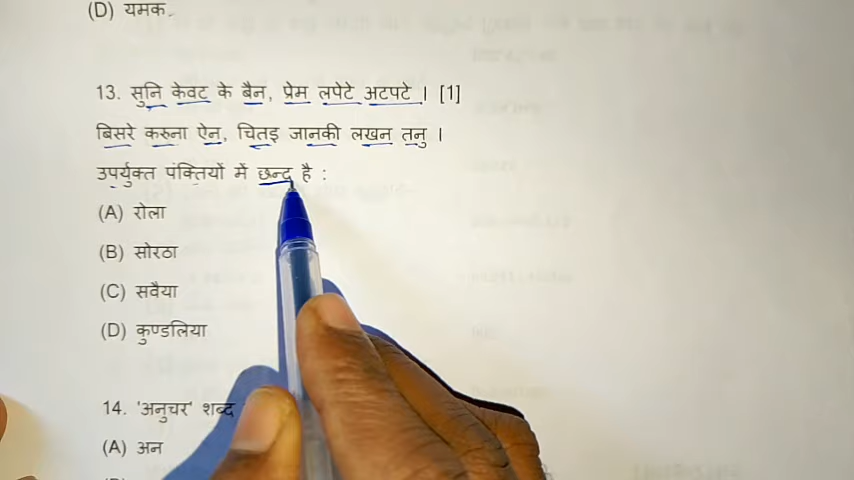 (D) यमक
13. सुनि केवट के बैन, प्रेम लपेटे अटपटे । [1]
बिसरे करुना ऐन, चितइ जानकी लखन तनु ।
उपर्युक्त पंक्तियों में छन्द है :
(A) रोला
(B) सोरठा
(C) सवैया
(D) कुण्डलिया
14. 'अनुचर' शब्द
(A) अन